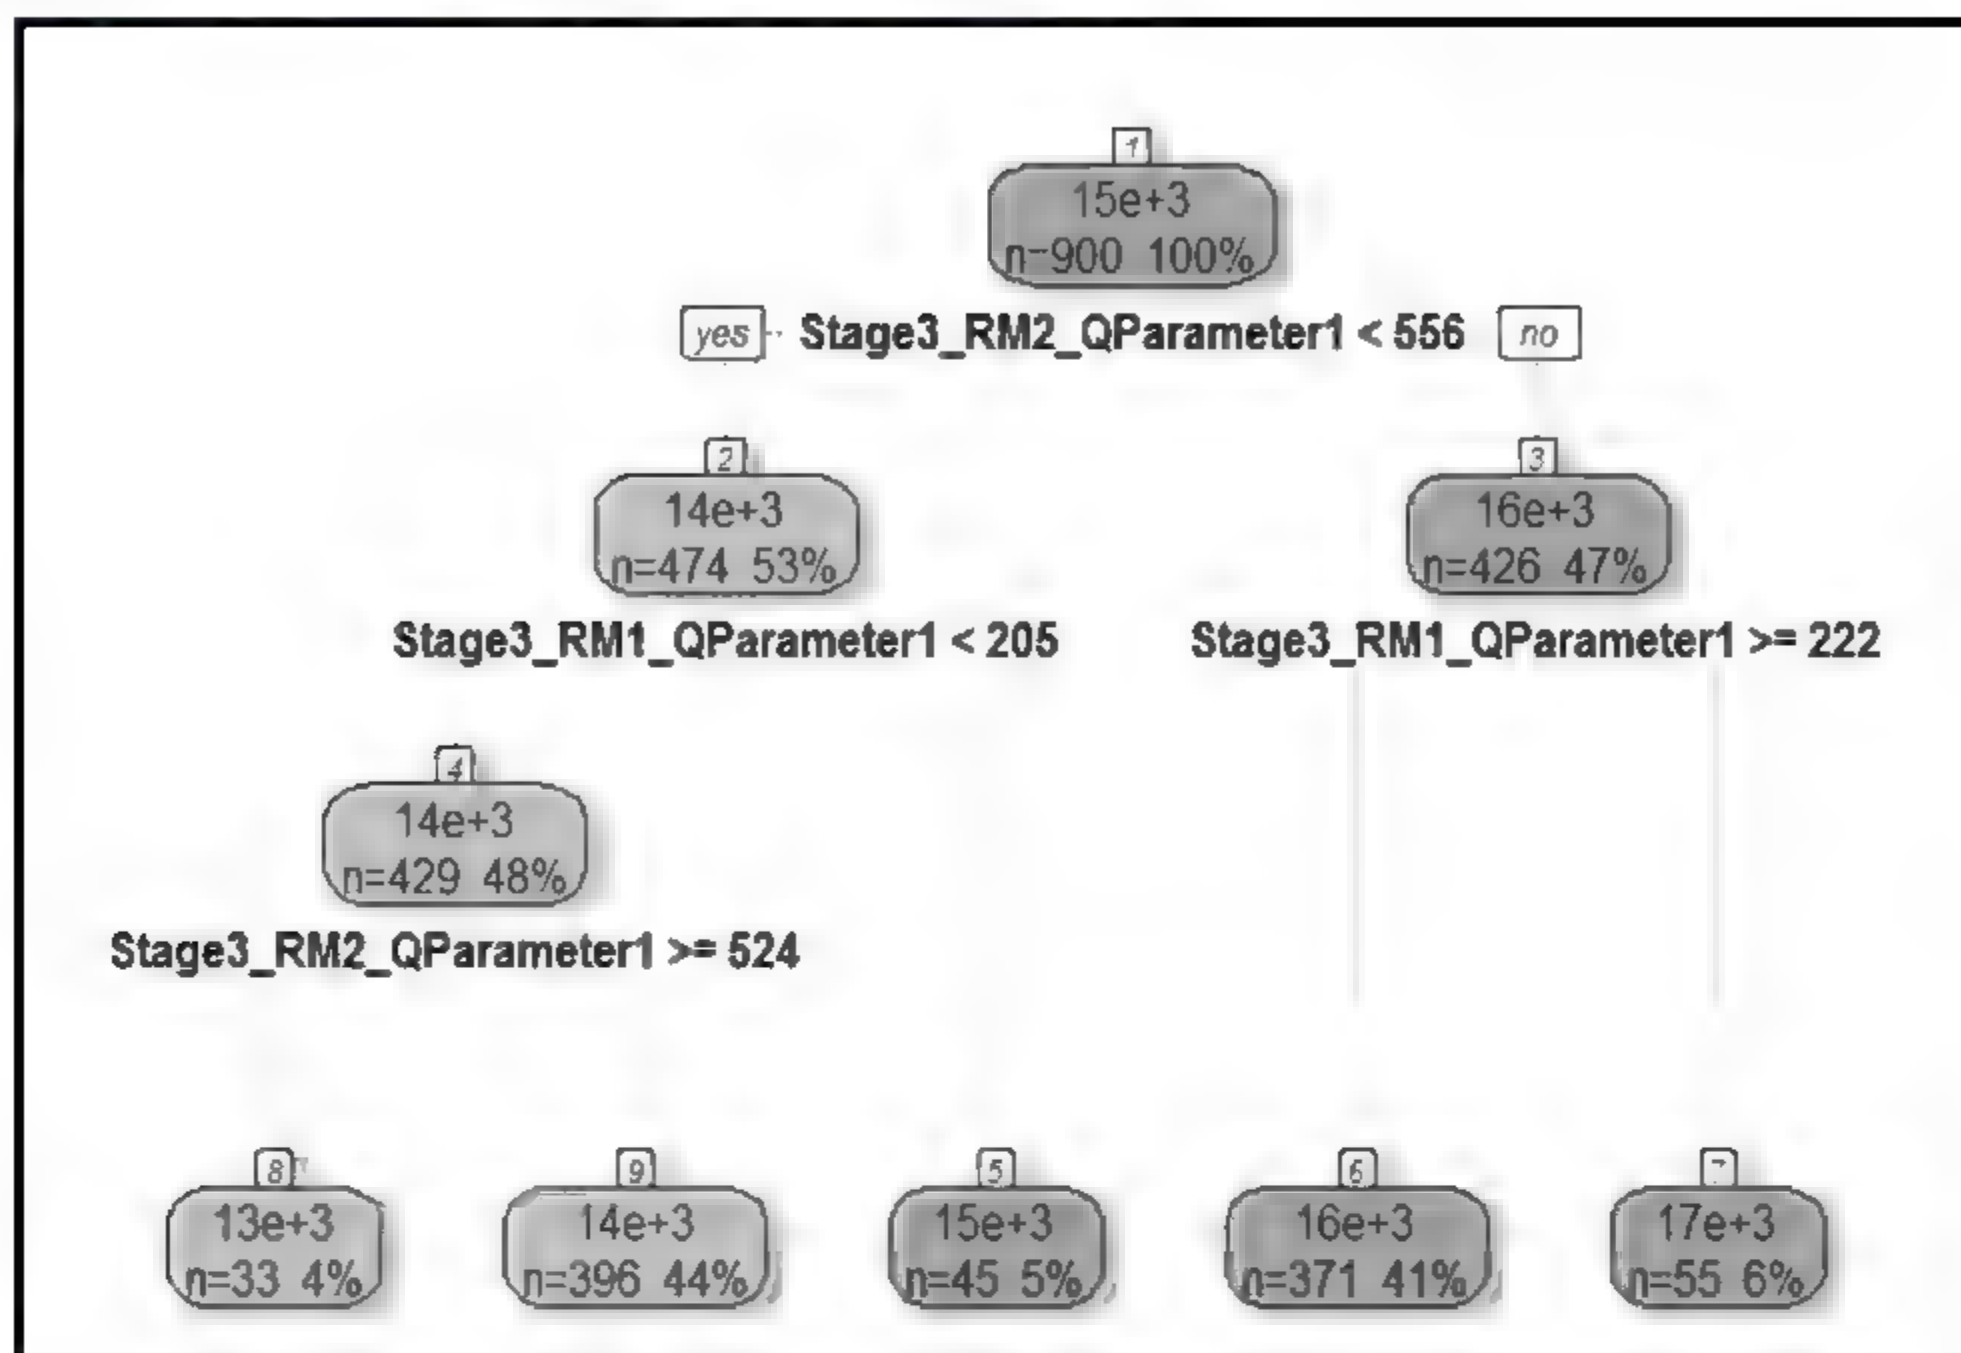 1
15e+3
n=900 100%
yes Stage3_RM2_QParameter1 < 556 no
2 3
14e+3 16e+3
n=474 53% n=426 47%
Stage3_RM1_QParameter1 < 205 Stage3_RM1_QParameter1 >= 222
4
14e+3
n=429 48%
Stage3_RM2_QParameter1 >= 524
8 9 5 6 7
13e+3 14e+3 15e+3 16e+3 17e+3
n=33 4% n=396 44% n=45 5% n=371 41% n=55 6%